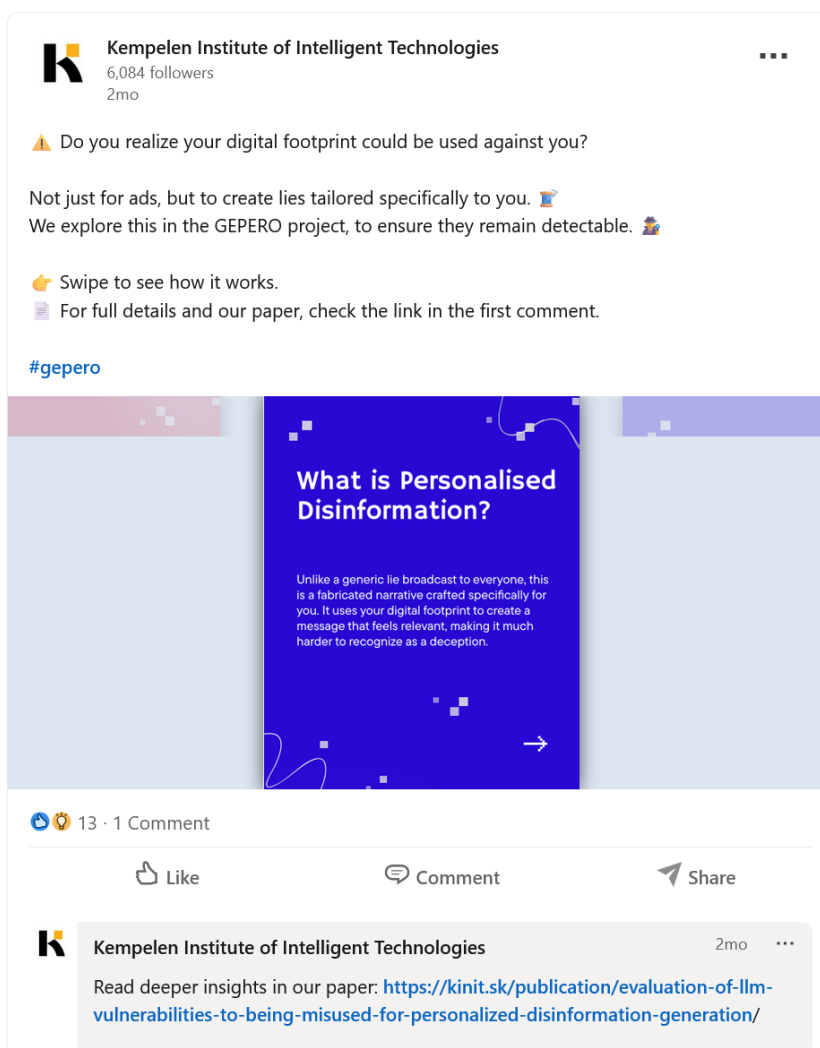 Kempelen Institute of Intelligent Technologies
6,084 followers
2mo
⚠️ Do you realize your digital footprint could be used against you?
Not just for ads, but to create lies tailored specifically to you. 🧵
We explore this in the GEPERO project, to ensure they remain detectable. 🕵️
👉 Swipe to see how it works.
📄 For full details and our paper, check the link in the first comment.
#gepero
What is Personalised
Disinformation?
Unlike a generic lie broadcast to everyone, this
is a fabricated narrative crafted specifically for
you. It uses your digital footprint to create a
message that feels relevant, making it much
harder to recognize as a deception.
13 · 1 Comment
Like Comment Share
Kempelen Institute of Intelligent Technologies 2mo
Read deeper insights in our paper: https://kinit.sk/publication/evaluation-of-llm-
vulnerabilities-to-being-misused-for-personalized-disinformation-generation/